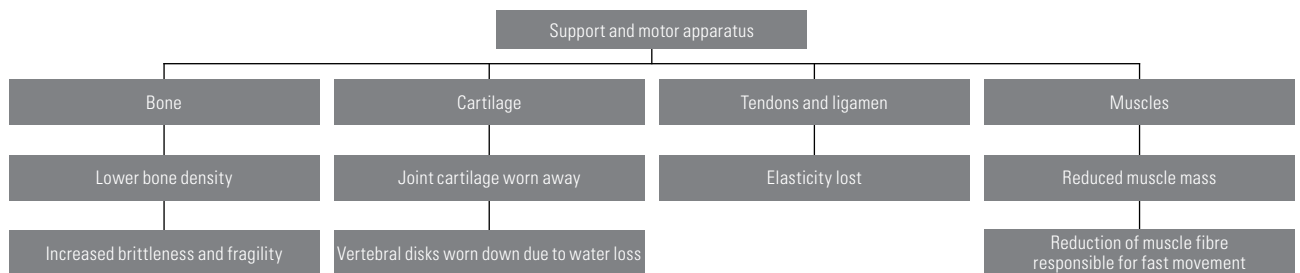 Support and motor apparatus
Bone
Cartilage
Tendons and ligamen
Muscles
Lower bone density
Joint cartilage worn away
Elasticity lost
Reduced muscle mass
Increased brittleness and fragility
Vertebral disks worn down due to water loss
Reduction of muscle fibre
responsible for fast movement